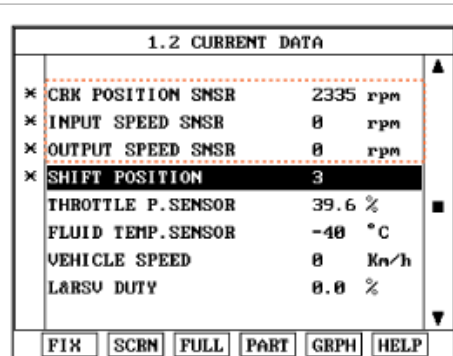 1.2 CURRENT DATA
* CRK POSITION SNSR 2335 rpm
* INPUT SPEED SNSR 0 rpm
* OUTPUT SPEED SNSR 0 rpm
* SHIFT POSITION 3
THROTTLE P.SENSOR 39.6 %
FLUID TEMP.SENSOR -40 °C
VEHICLE SPEED 0 Km/h
L&RSV DUTY 0.0 %
FIX SCRN FULL PART GRPH HELP